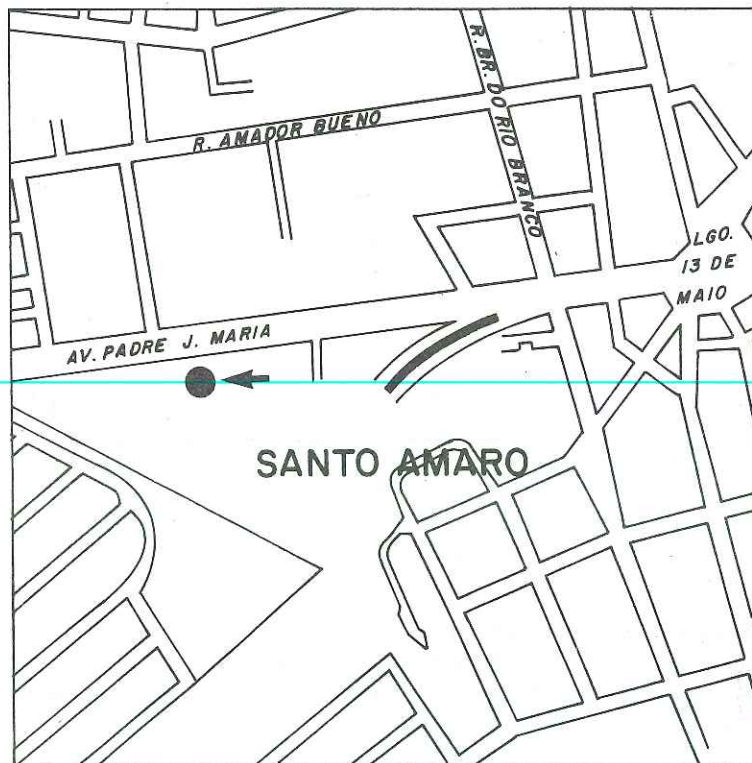 R. BR. DO RIO BRANCO
R. AMADOR BUENO
LGO.
13 DE
MAIO
AV. PADRE J. MARIA
SANTO AMARO